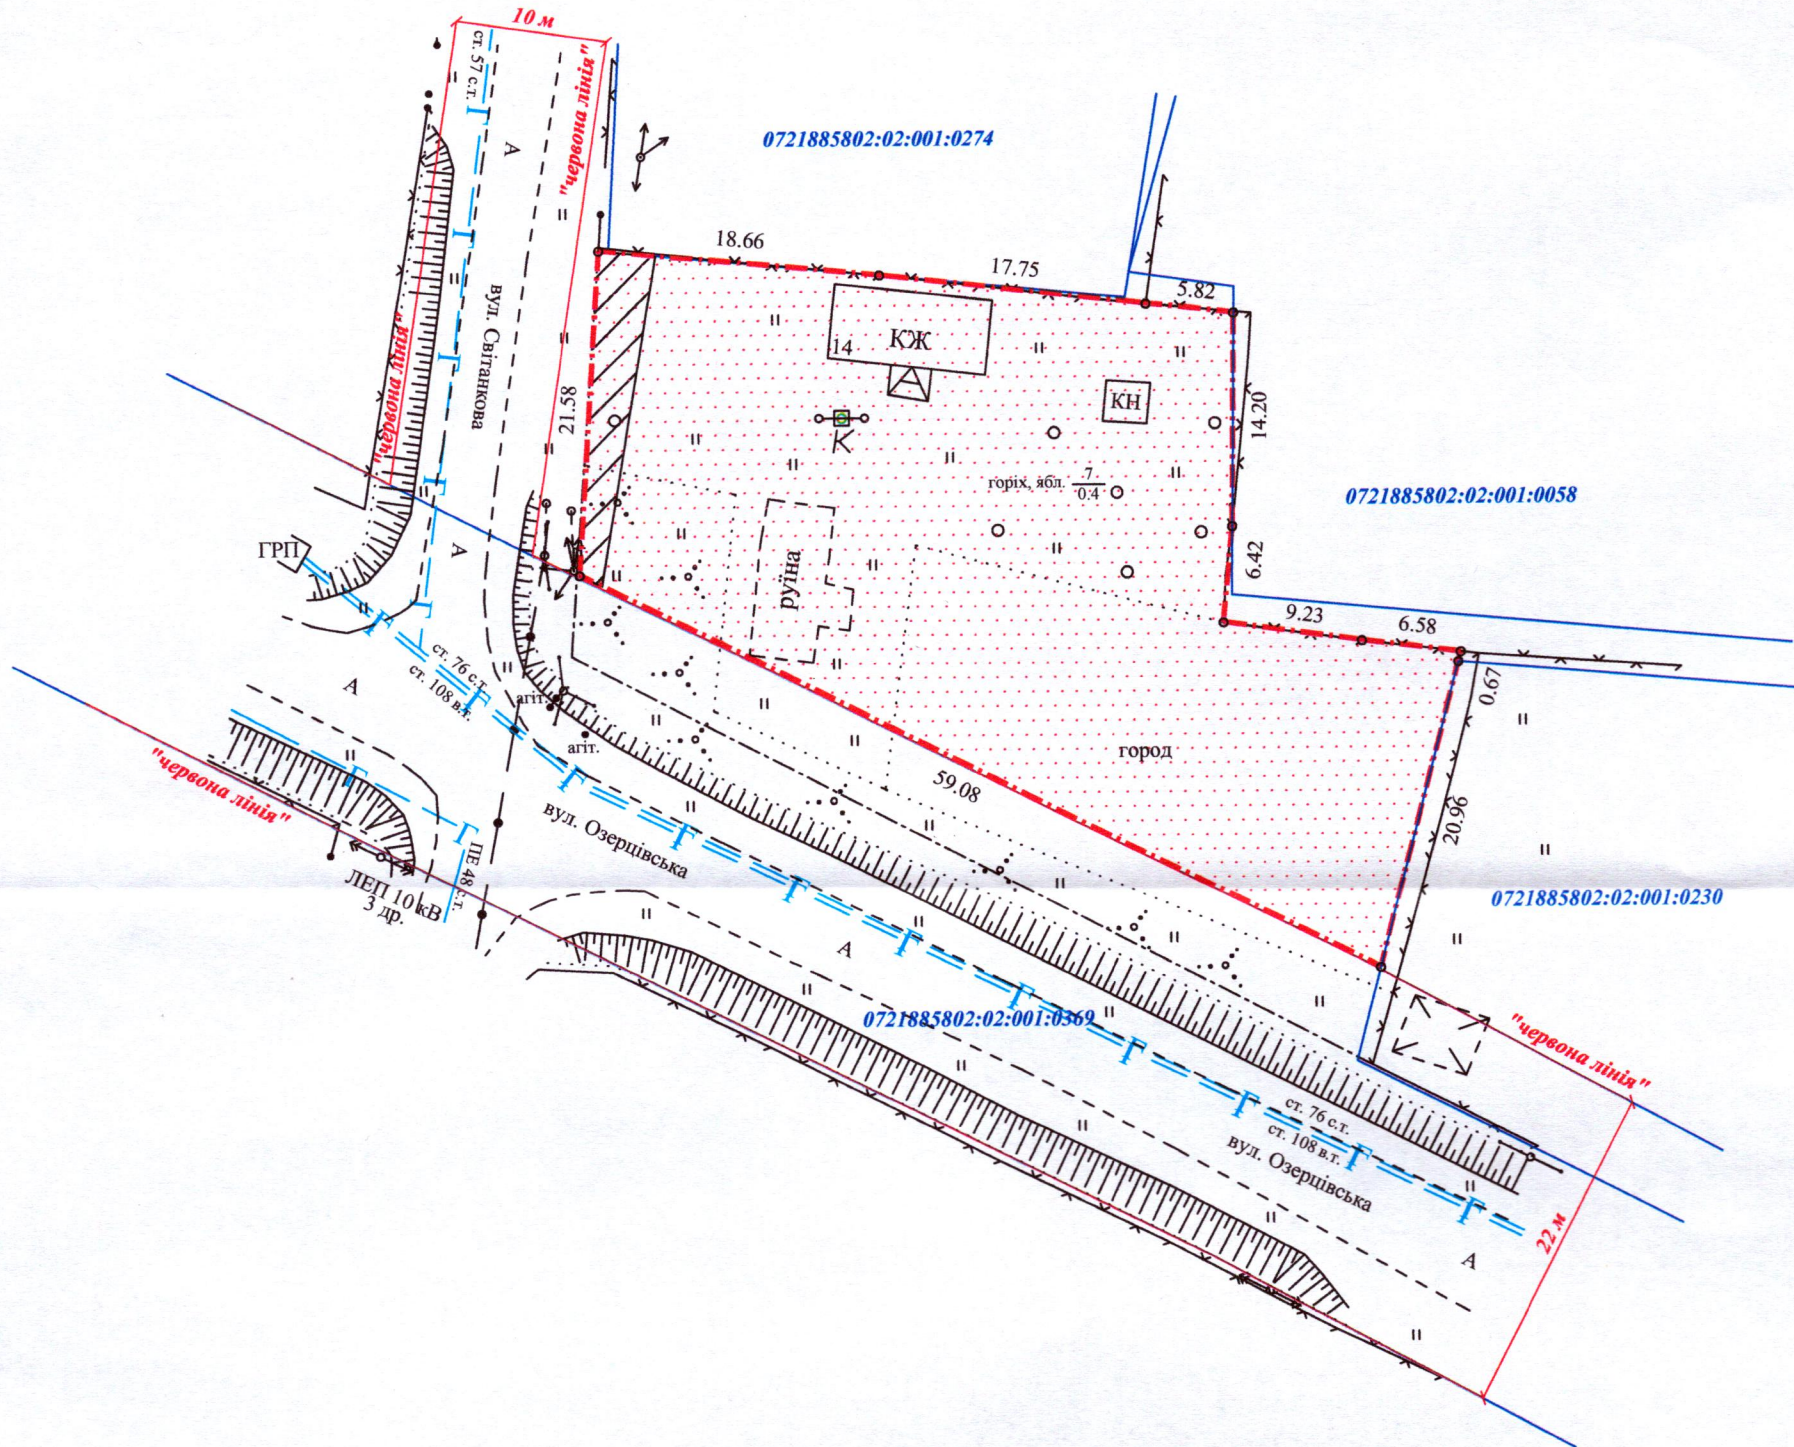 10 м
ст. 57 с.т.
А
"червона лінія"
0721885802:02:001:0274
18.66
17.75
5.82
14
КЖ
КН
К
14.20
21.58
вул. Світанкова
"червона лінія"
горіх, ябл. 7
0.4
0721885802:02:001:0058
6.42
А
ГРП
руїна
9.23
6.58
0.67
ст. 76 с.т.
ст. 108 в.т.
А
агіт.
агіт.
город
59.08
20.96
"червона лінія"
вул. Озерцівська
ПЕ 48 с.т.
ЛЕП 10 кВ
3 др.
А
0721885802:02:001:0230
0721885802:02:001:0369
"червона лінія"
ст. 76 с.т.
ст. 108 в.т.
вул. Озерцівська
22 м
А
Г Г Г Г Г Г
Г Г Г Г Г Г Г Г Г Г Г
Г Г